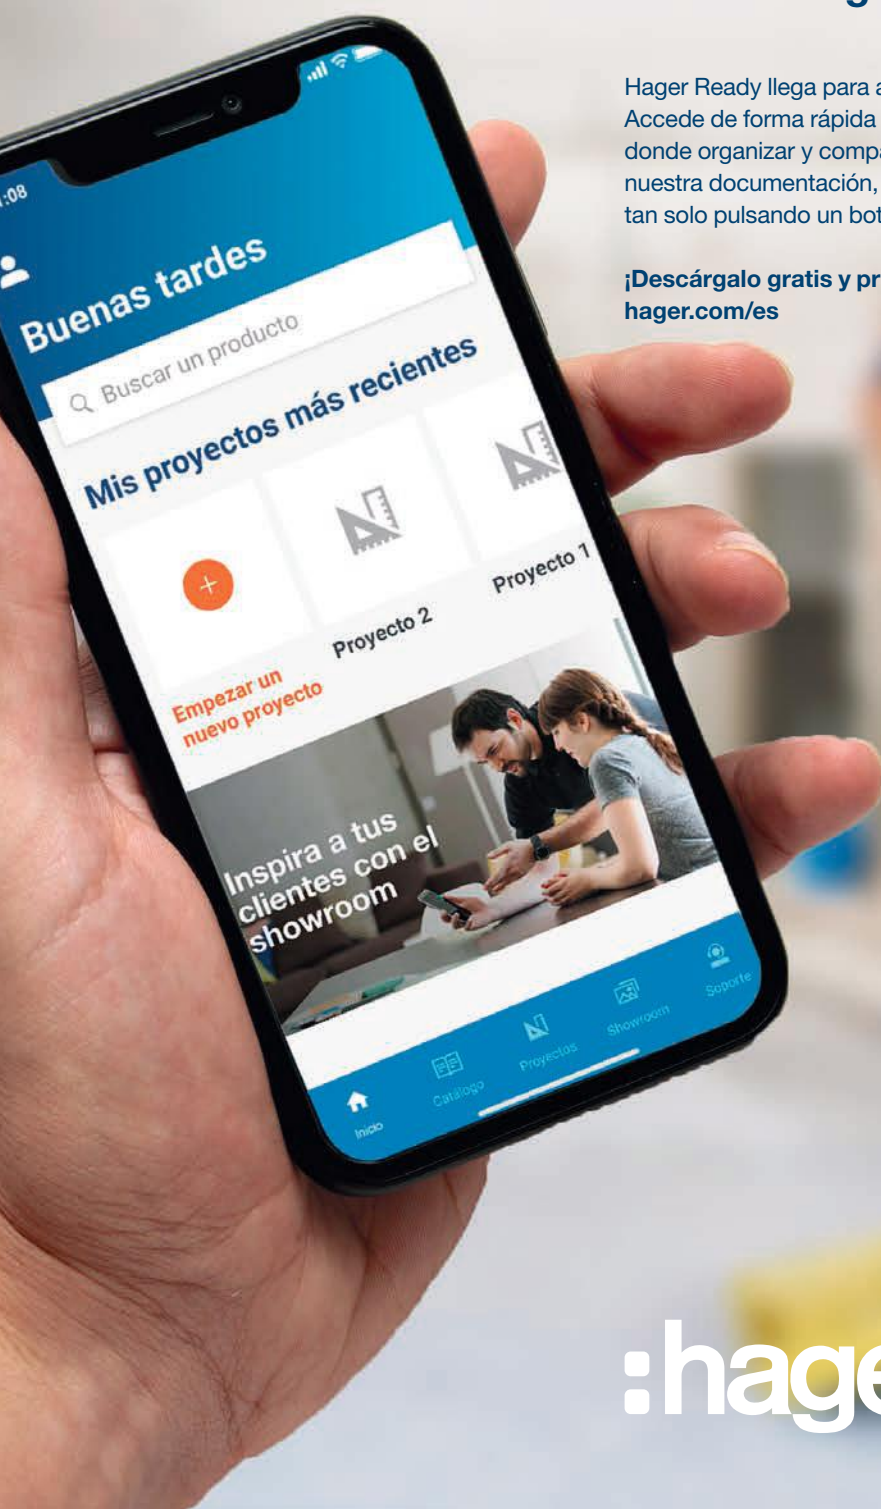 :08
Buenas tardes
Buscar un producto
Mis proyectos más recientes
Empezar un
nuevo proyecto
Proyecto 2
Proyecto 1
Inspira a tus
clientes con el
showroom
Inicio
Catálogo
Proyectos
Showroom
Soporte
Hager Ready llega para
Accede de forma rápida
donde organizar y compa
nuestra documentación,
tan solo pulsando un bot
¡Descárgalo gratis y pr
hager.com/es
:hage